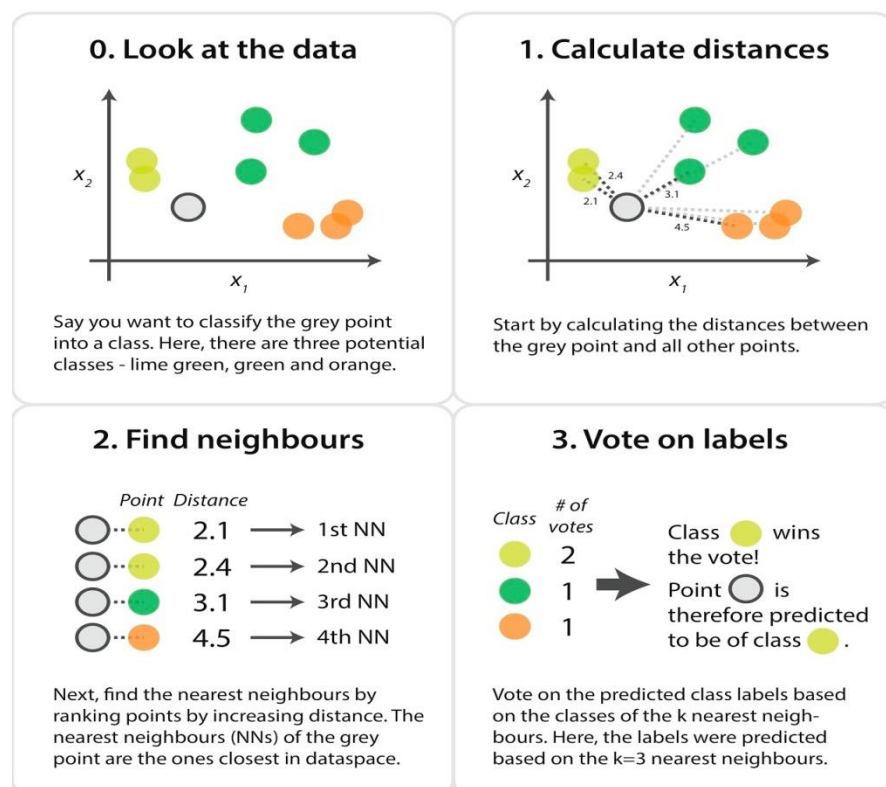 0. Look at the data
x2
x1
Say you want to classify the grey point
into a class. Here, there are three potential
classes - lime green, green and orange.
1. Calculate distances
x2
2.4
2.1
3.1
4.5
x1
Start by calculating the distances between
the grey point and all other points.
2. Find neighbours
Point Distance
2.1 1st NN
2.4 2nd NN
3.1 3rd NN
4.5 4th NN
Next, find the nearest neighbours by
ranking points by increasing distance. The
nearest neighbours (NNs) of the grey
point are the ones closest in dataspace.
3. Vote on labels
Class # of votes
2
1
1
Class wins
the vote!
Point is
therefore predicted
to be of class .
Vote on the predicted class labels based
on the classes of the k nearest neigh-
bours. Here, the labels were predicted
based on the k=3 nearest neighbours.